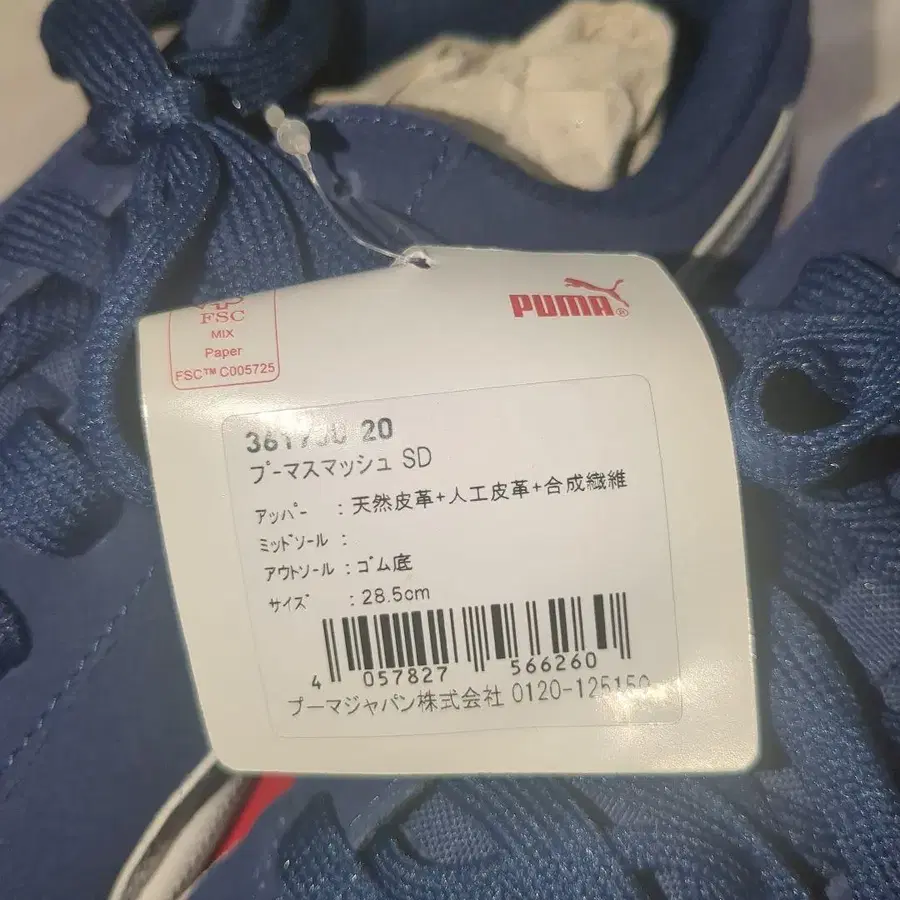 PUMA®
FSC
MIX
Paper
FSC™ C005725
20
プーマスマッシュ SD
アッパー : 天然皮革+人工皮革+合成繊維
ミッドソール :
アウトソール : ゴム底
サイズ : 28.5cm
4 057827 566260
プーマジャパン株式会社 0120-125150